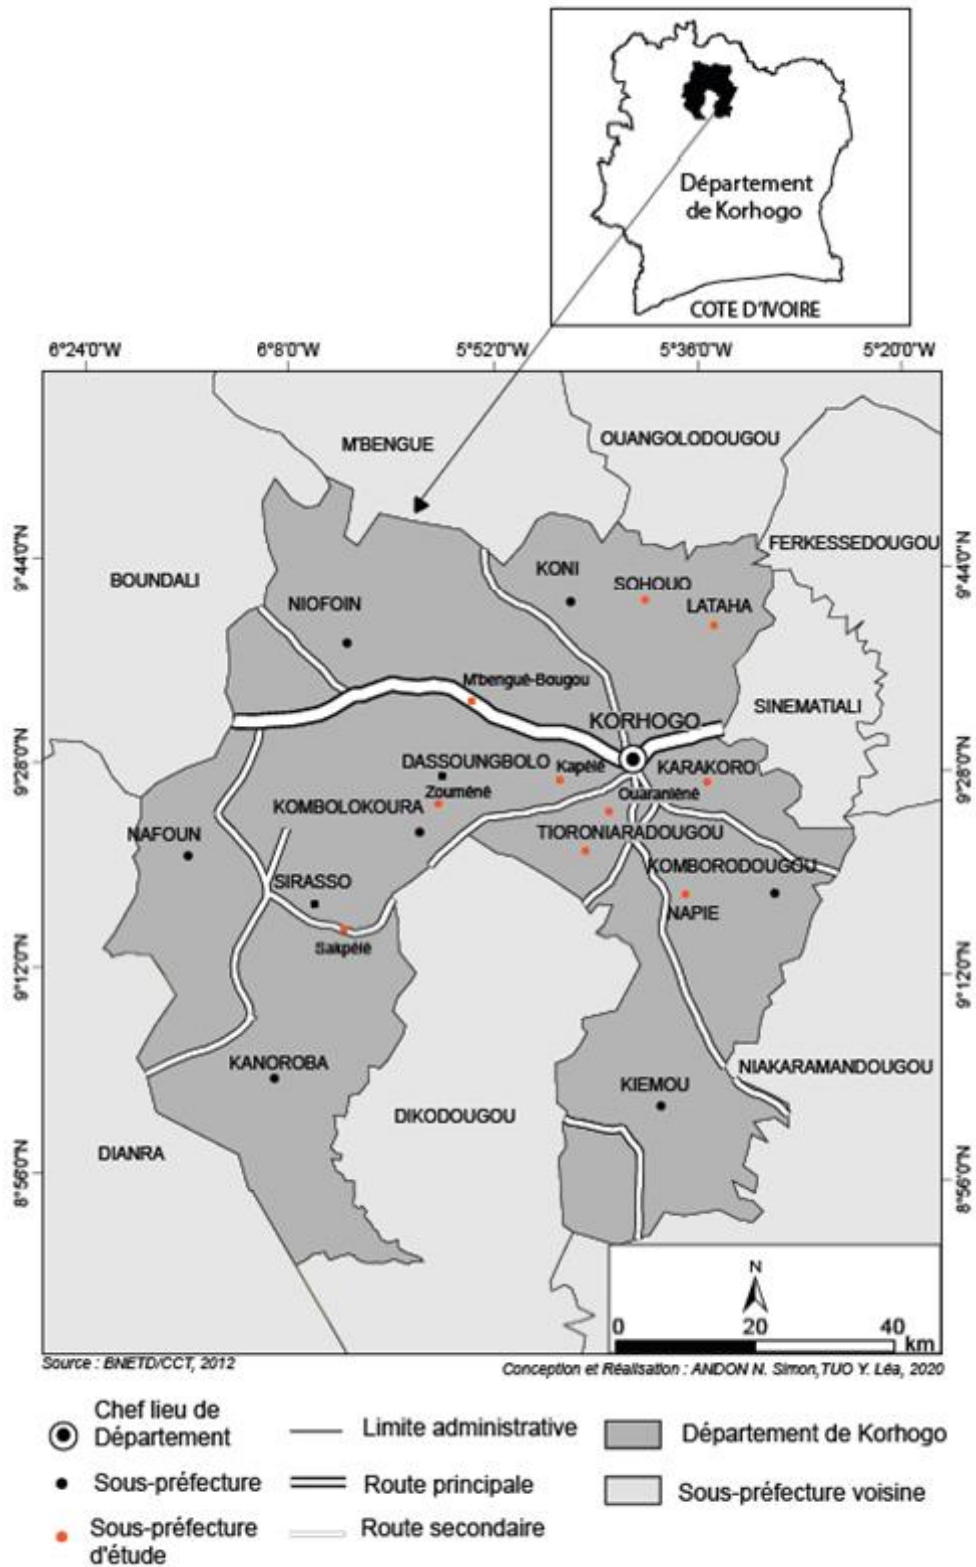 Département
de Korhogo
COTE D'IVOIRE
6°24'0"W
6°8'0"W
5°52'0"W
5°36'0"W
5°20'0"W
M'BENGUE
OUANGOLODOUGOU
FERKESSEDOUGOU
9°44'0"N
9°44'0"N
BOUNDALI
KONI
SOHOUO
LATAHA
NIOFOIN
M'bengué-Bougou
SINEMATIALI
KORHOGO
9°28'0"N
9°28'0"N
DASSOUNGBOLO
Kapélé
KARAKORO
Zouméné
Ouaraniéné
KOMBOLOKOURA
NAFOUN
TIORONIARADOUGOU
KOMBORODOUGOU
SIRASSO
NAPIE
Sakpélé
9°12'0"N
9°12'0"N
KANOROBA
NIAKARAMANDOUGOU
KIEMOU
DIKODOUGOU
DIANRA
8°56'0"N
8°56'0"N
N
0 20 40
km
Source : BNETD/CCT, 2012
Conception et Réalisation : ANDON N. Simon,TUO Y. Léa, 2020
Chef lieu de
Département
Limite administrative
Département de Korhogo
Sous-préfecture
Route principale
Sous-préfecture voisine
Sous-préfecture
d'étude
Route secondaire